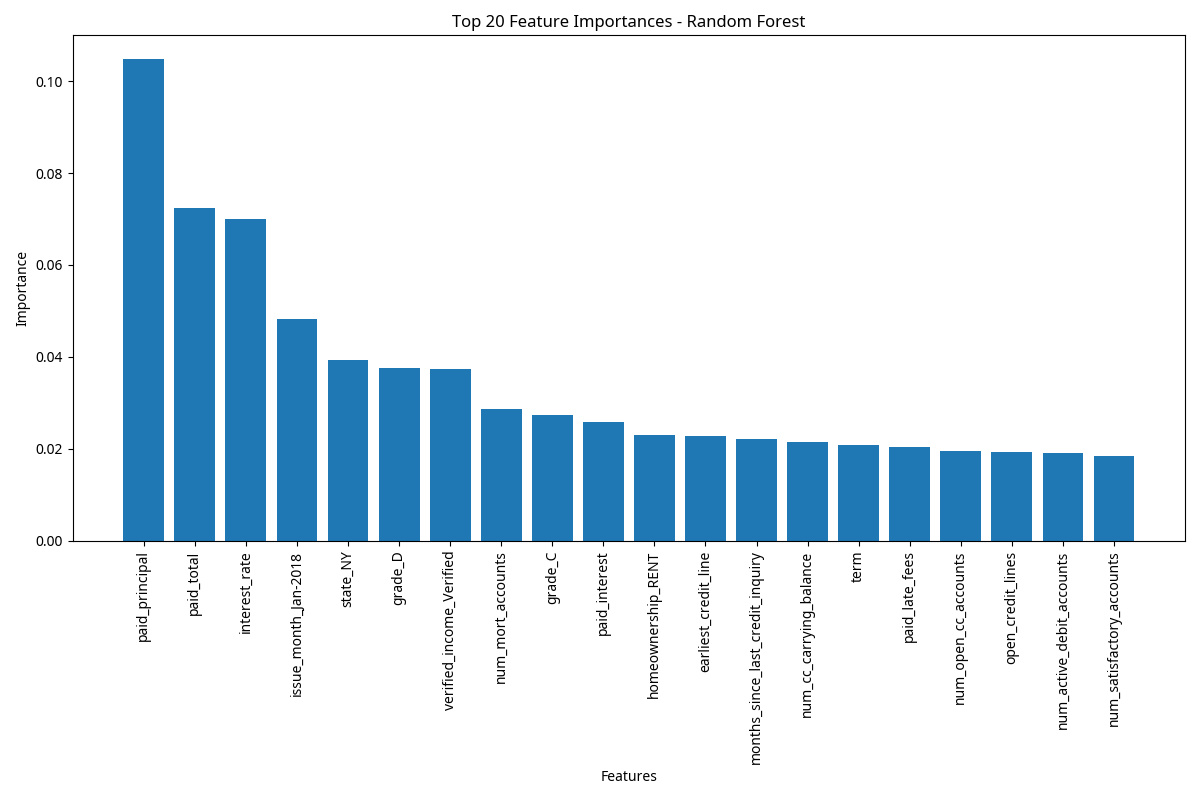 Top 20 Feature Importances - Random Forest
Importance
0.10
0.08
0.06
0.04
0.02
0.00
paid_principal
paid_total
interest_rate
issue_month_Jan-2018
state_NY
grade_D
verified_income_Verified
num_mort_accounts
grade_C
paid_interest
homeownership_RENT
earliest_credit_line
months_since_last_credit_inquiry
num_cc_carrying_balance
term
paid_late_fees
num_open_cc_accounts
open_credit_lines
num_active_debit_accounts
num_satisfactory_accounts
Features